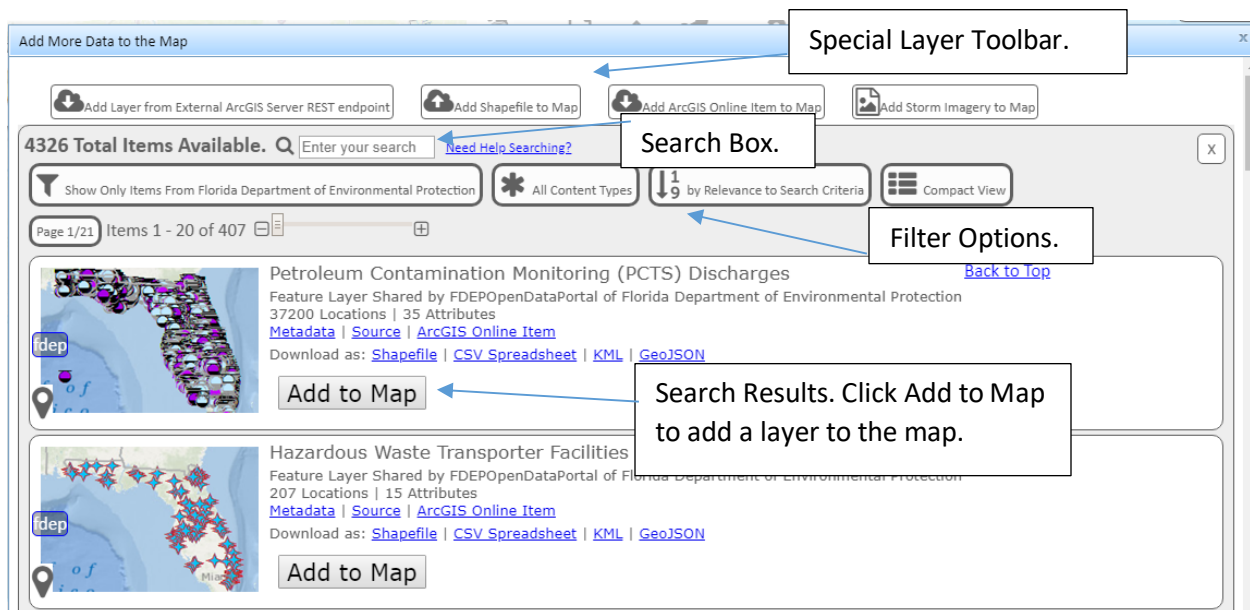 Add More Data to the Map
x
Special Layer Toolbar.
Add Layer from External ArcGIS Server REST endpoint
Add Shapefile to Map
Add ArcGIS Online Item to Map
Add Storm Imagery to Map
4326 Total Items Available.
Enter your search
Need Help Searching?
Search Box.
X
Show Only Items From Florida Department of Environmental Protection
All Content Types
1
9
by Relevance to Search Criteria
Compact View
Page 1/21
Items 1 - 20 of 407
Filter Options.
Petroleum Contamination Monitoring (PCTS) Discharges
Back to Top
Feature Layer Shared by FDEPOpenDataPortal of Florida Department of Environmental Protection
37200 Locations | 35 Attributes
Metadata | Source | ArcGIS Online Item
fdep
Download as: Shapefile | CSV Spreadsheet | KML | GeoJSON
Add to Map
Search Results. Click Add to Map
to add a layer to the map.
o f
Hazardous Waste Transporter Facilities
Feature Layer Shared by FDEPOpenDataPortal of Florida Department of Environmental Protection
207 Locations | 15 Attributes
Metadata | Source | ArcGIS Online Item
fdep
Download as: Shapefile | CSV Spreadsheet | KML | GeoJSON
Add to Map
o f